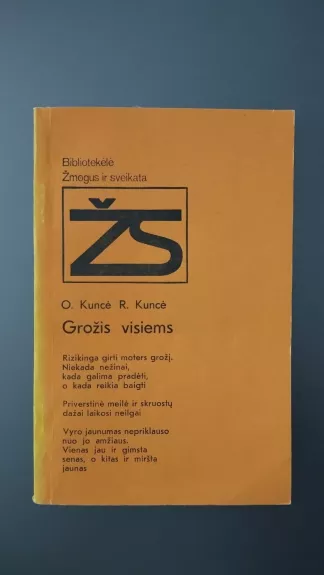 Bibliotekėlė
Žmogus ir sveikata
ŽS
O. Kuncė R. Kuncė
Grožis visiems
Rizikinga girti moters grožį.
Niekada nežinai,
kada galima pradėti,
o kada reikia baigti
Priverstinė meilė ir skruostų
dažai laikosi neilgai
Vyro jaunumas nepriklauso
nuo jo amžiaus.
Vienas jau ir gimsta
senas, o kitas ir miršta
jaunas